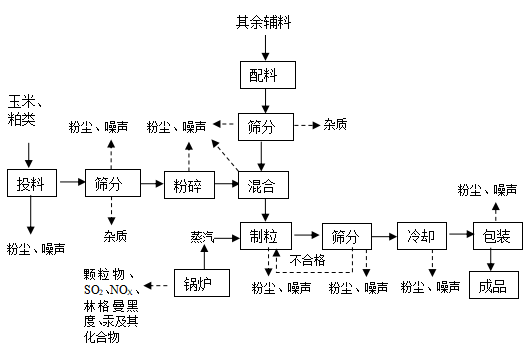 其余辅料
配料
玉米、
粕类
粉尘、噪声
粉尘、噪声
筛分
杂质
投料
筛分
粉碎
混合
粉尘、噪声
粉尘、噪声
杂质
蒸汽
制粒
筛分
冷却
包装
不合格
颗粒物、
SO₂、NOₓ、
林格曼黑
度、汞及其
化合物
锅炉
粉尘、噪声
粉尘、噪声
粉尘、噪声
成品